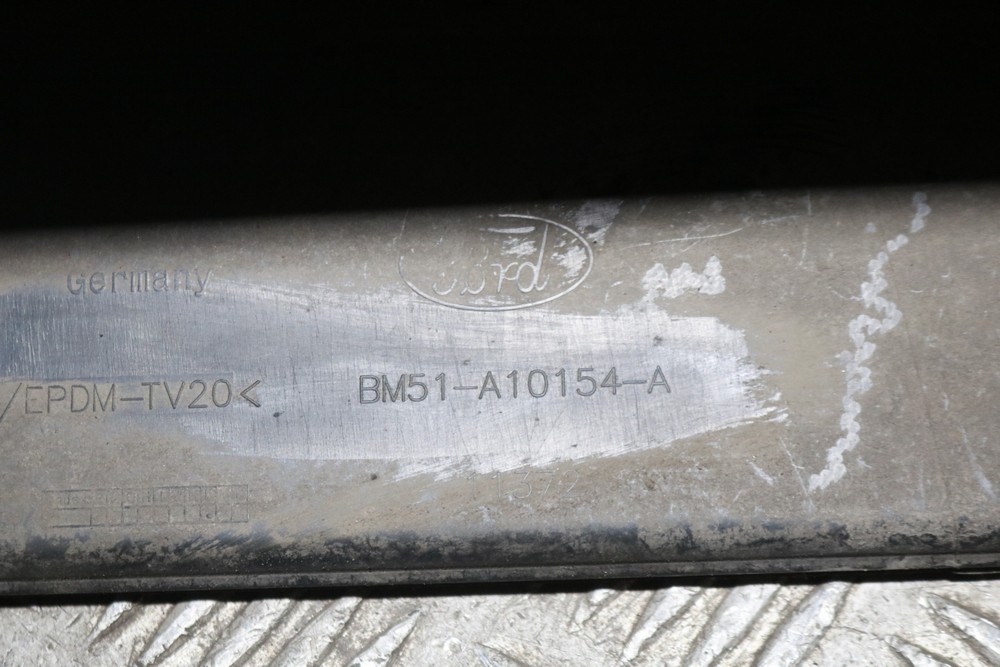 Ford
Germany
/EPDM-TV20<
BM51-A10154-A